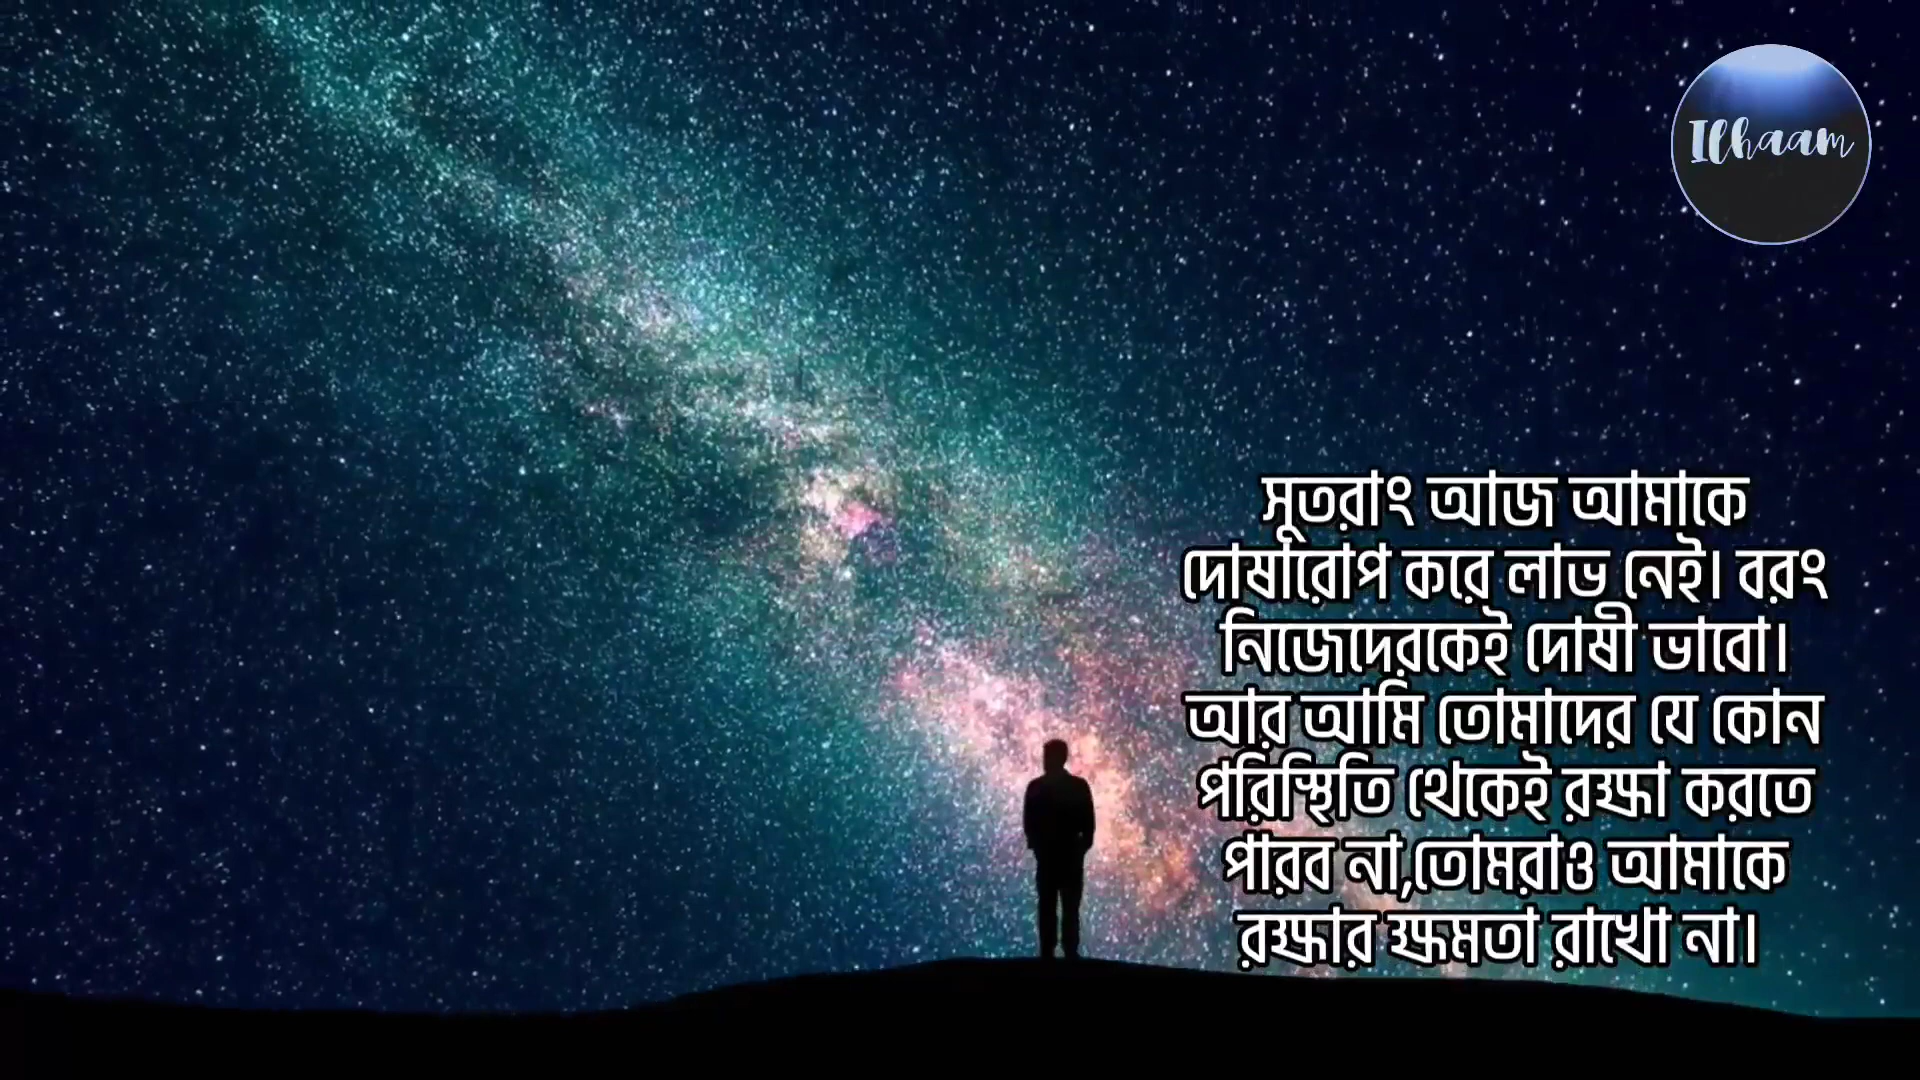 Ilhaam
সুতরাং আজ আমাকে
দোষারোপ করে লাভ নেই। বরং
নিজেদেরকেই দোষী ভাবো।
আর আমি তোমাদের যে কোন
পরিস্থিতি থেকেই রক্ষা করতে
পারব না,তোমরাও আমাকে
রক্ষার ক্ষমতা রাখো না।